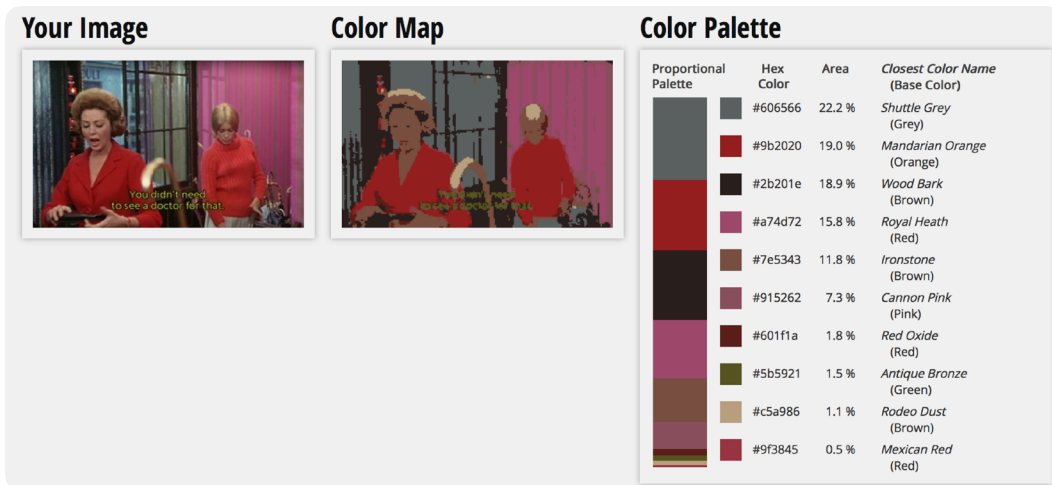 Your Image
Color Map
Color Palette
You didn't need
to see a doctor for that.
Proportional Palette
Hex Color
Area
Closest Color Name (Base Color)
#606566 22.2 % Shuttle Grey
(Grey)
#9b2020 19.0 % Mandarian Orange
(Orange)
#2b201e 18.9 % Wood Bark
(Brown)
#a74d72 15.8 % Royal Heath
(Red)
#7e5343 11.8 % Ironstone
(Brown)
#915262 7.3 % Cannon Pink
(Pink)
#601f1a 1.8 % Red Oxide
(Red)
#5b5921 1.5 % Antique Bronze
(Green)
#c5a986 1.1 % Rodeo Dust
(Brown)
#9f3845 0.5 % Mexican Red
(Red)